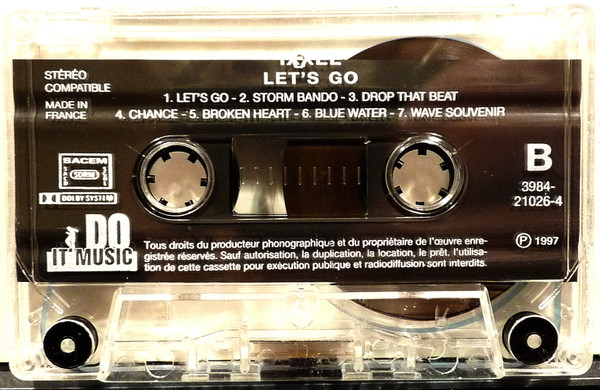 LET'S GO
STÉRÉO
COMPATIBLE
MADE IN
FRANCE
1. LET'S GO - 2. STORM BANDO - 3. DROP THAT BEAT
4. CHANCE - 5. BROKEN HEART - 6. BLUE WATER - 7. WAVE SOUVENIR
SACEM
SDRM
DOLBY SYSTEM
B
3984-
21026-4
DO
IT MUSIC
Tous droits du producteur phonographique et du propriétaire de l'œuvre enre-
gistrée réservés. Sauf autorisation, la duplication, la location, le prêt, l'utilisa-
tion de cette cassette pour exécution publique et radiodiffusion sont interdits.
℗ 1997